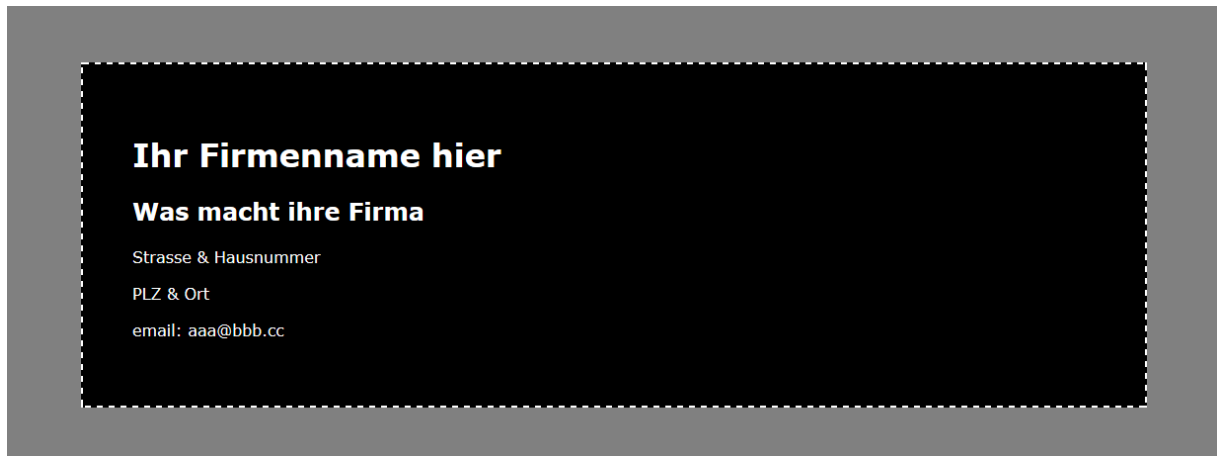 Ihr Firmenname hier
Was macht ihre Firma
Strasse & Hausnummer
PLZ & Ort
email: aaa@bbb.cc